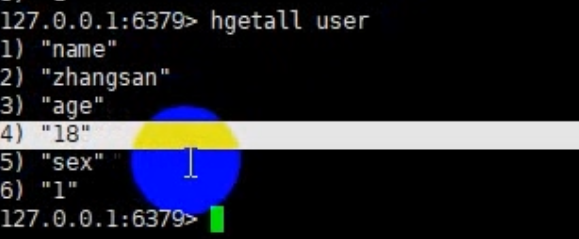 127.0.0.1:6379> hgetall user
1) "name"
2) "zhangsan"
3) "age"
4) "18"
5) "sex"
6) "1"
127.0.0.1:6379>